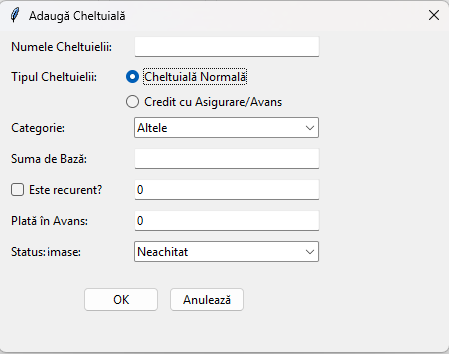 Adaugă Cheltuială
Numele Cheltuielii:
Tipul Cheltuielii: Cheltuială Normală
Credit cu Asigurare/Avans
Categorie: Altele
Suma de Bază:
Este recurent? 0
Plată în Avans: 0
Status: imase: Neachitat
OK Anulează